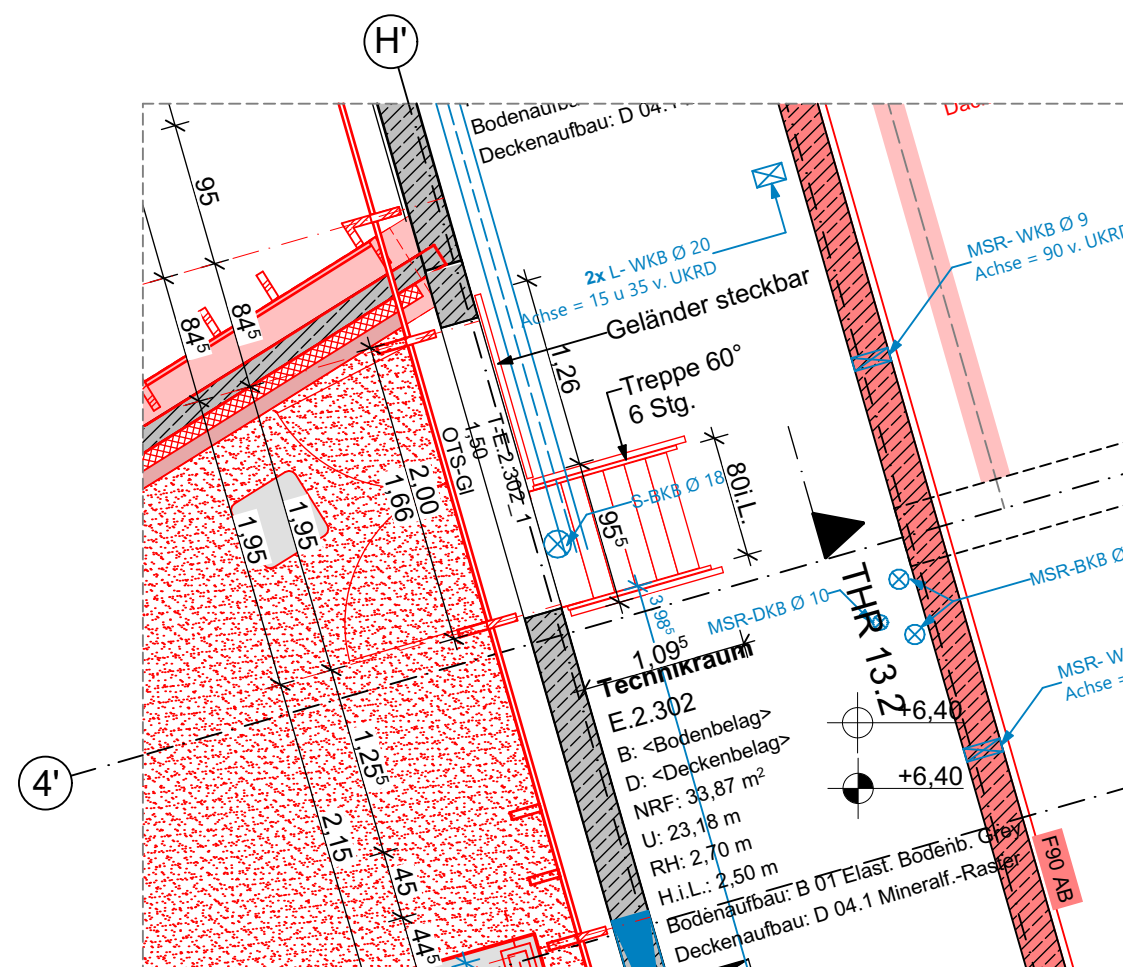 H'
Deckenaufbau: D 04.1
95
84⁵
84⁵
2x L- WKB Ø 20
Achse = 15 u 35 v. UKRD
MSR- WKB Ø 9
Achse = 90 v. UKRD
Geländer steckbar
1,26
Treppe 60°
6 Stg.
T-E.2.302_1
1,50
OTS-Gl
2,00
1,66
S-BKB Ø 18
80i.L.
95⁵
1,95
1,95
3,98⁵
MSR-DKB Ø 10
MSR-BKB Ø
THR 13.2
1,09⁵
Technikraum
E.2.302
B: <Bodenbelag>
D: <Deckenbelag>
NRF: 33,87 m²
U: 23,18 m
RH: 2,70 m
H.i.L.: 2,50 m
Bodenaufbau: B 01 Elast. Bodenb. Grey
Deckenaufbau: D 04.1 Mineralf.-Raster
+6,40
+6,40
MSR- W
Achse =
F90 AB
4'
1,25⁵
2,15
45
44⁵